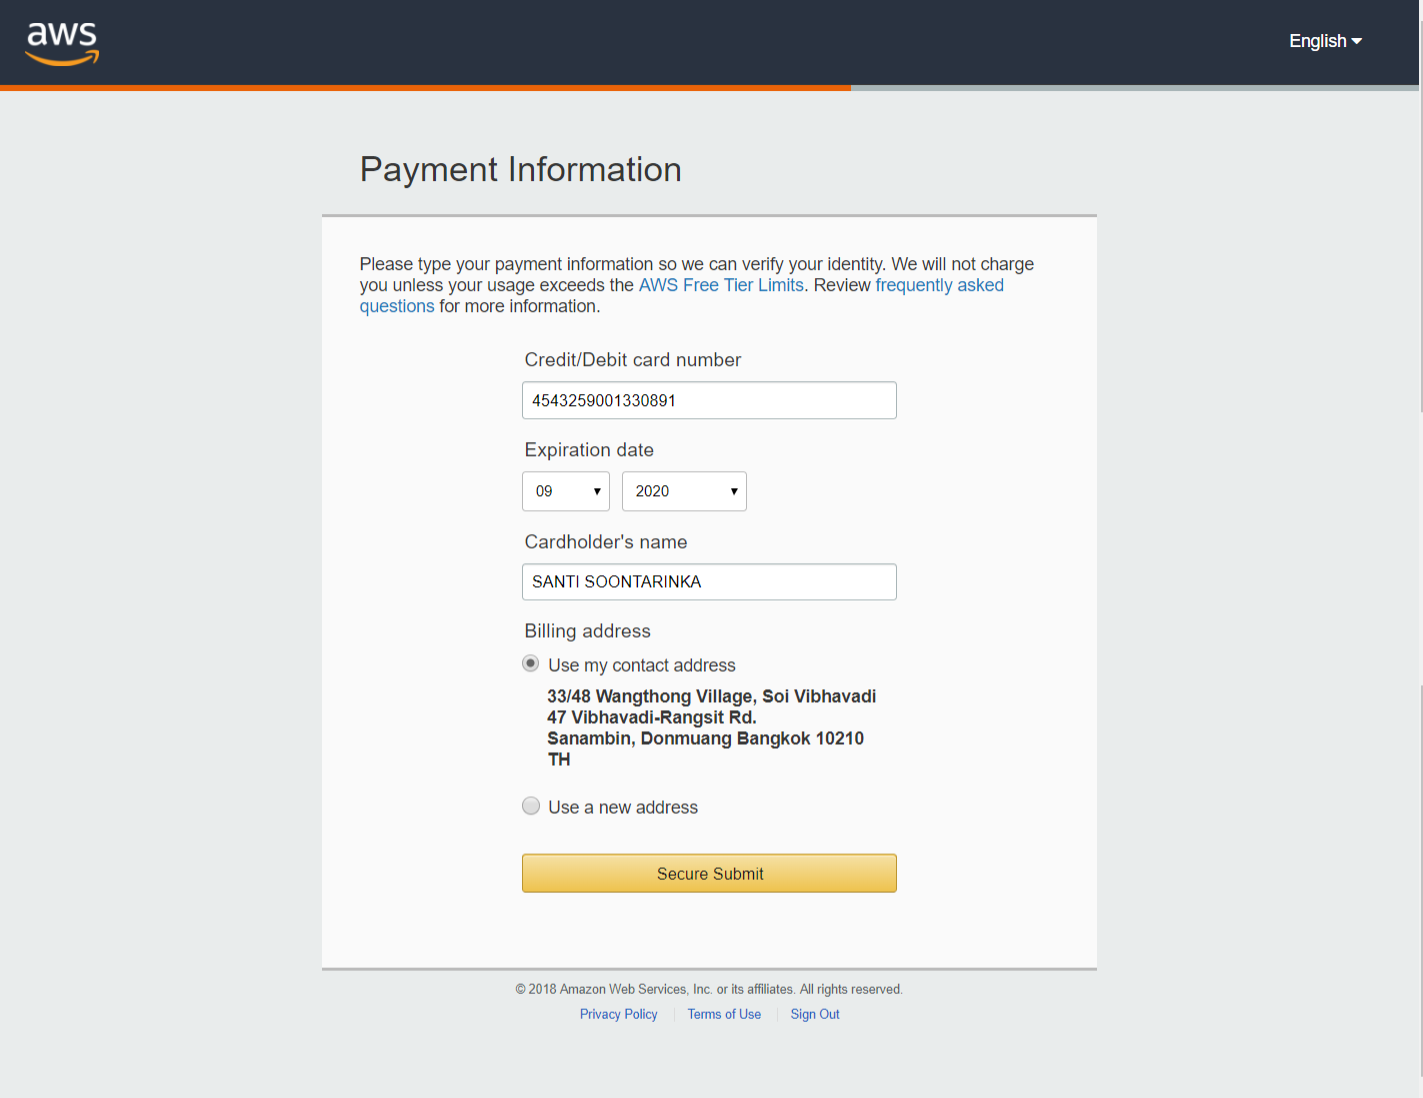 aws
English
Payment Information
Please type your payment information so we can verify your identity. We will not charge
you unless your usage exceeds the AWS Free Tier Limits. Review frequently asked
questions for more information.
Credit/Debit card number
4543259001330891
Expiration date
09 2020
Cardholder's name
SANTI SOONTARINKA
Billing address
Use my contact address
33/48 Wangthong Village, Soi Vibhavadi
47 Vibhavadi-Rangsit Rd.
Sanambin, Donmuang Bangkok 10210
TH
Use a new address
Secure Submit
© 2018 Amazon Web Services, Inc. or its affiliates. All rights reserved.
Privacy Policy Terms of Use Sign Out